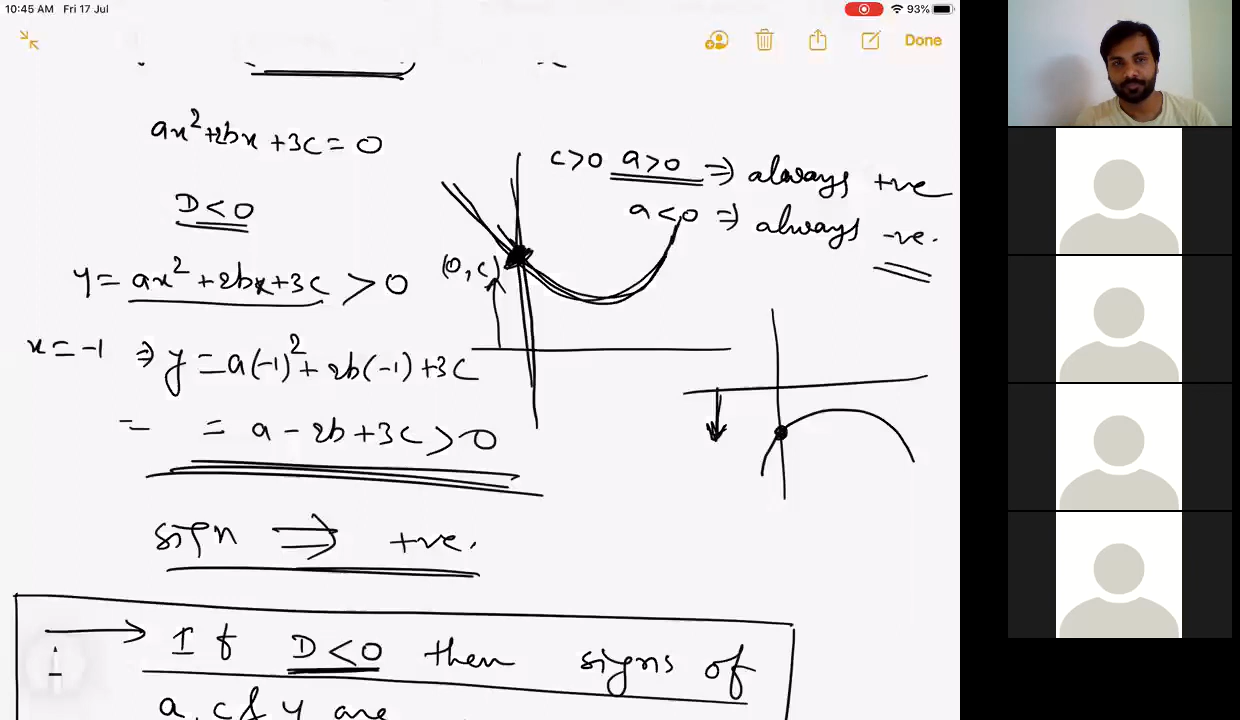 10:45 AM Fri 17 Jul
93%
Done
ax²+2bx+3c=0
D<0
y=ax²+2bx+3c>0
x=-1 ⇒ y=a(-1)²+2b(-1)+3c
= = a-2b+3c>0
sign ⇒ +ve.
c>0 a>0 ⇒ always +ve
a<0 ⇒ always -ve.
(0,c)
→ If D<0 then signs of
a, c & y are